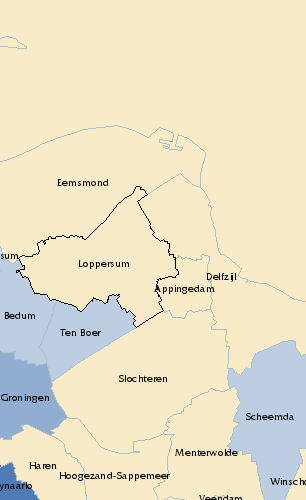 Eemsmond
sum
Loppersum
Delfzijl
Appingedam
Bedum
Ten Boer
Slochteren
Groningen
Scheemda
Menterwolde
Haren
Hoogezand-Sappemeer
Winscho
ynaarlo
Veendam